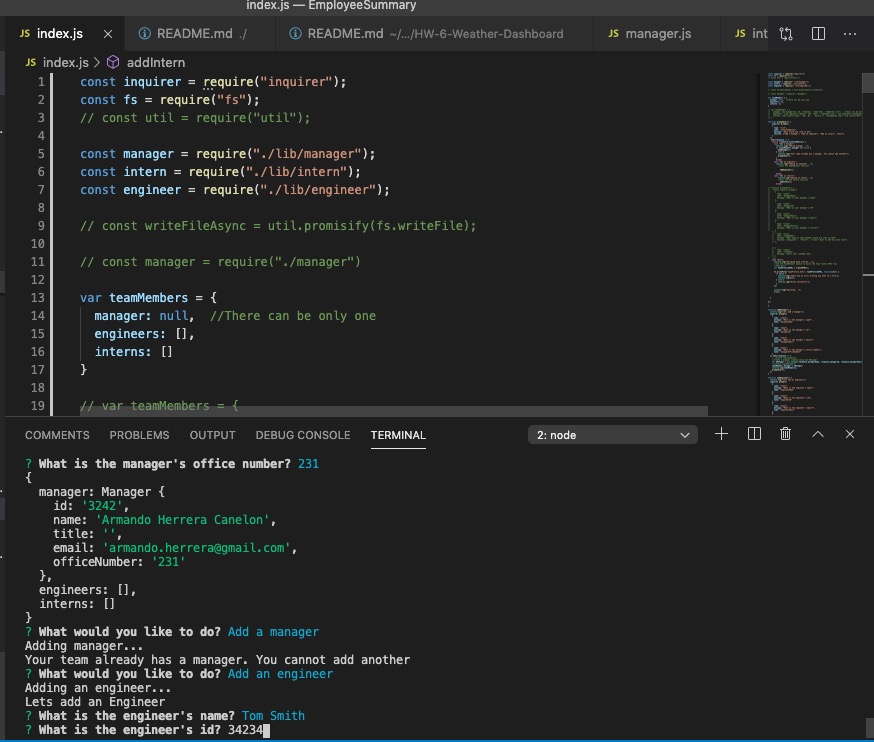 index.js — EmployeeSummary
JS index.js × README.md ./ README.md ~/.../HW-6-Weather-Dashboard JS manager.js JS int
JS index.js > addIntern
1 const inquirer = require("inquirer");
2 const fs = require("fs");
3 // const util = require("util");
4
5 const manager = require("./lib/manager");
6 const intern = require("./lib/intern");
7 const engineer = require("./lib/engineer");
8
9 // const writeFileAsync = util.promisify(fs.writeFile);
10
11 // const manager = require("./manager")
12
13 var teamMembers = {
14 manager: null, //There can be only one
15 engineers: [],
16 interns: []
17 }
18
19 // var teamMembers = {
COMMENTS PROBLEMS OUTPUT DEBUG CONSOLE TERMINAL 2: node
? What is the manager's office number? 231
{
manager: Manager {
id: '3242',
name: 'Armando Herrera Canelon',
title: '',
email: 'armando.herrera@gmail.com',
officeNumber: '231'
},
engineers: [],
interns: []
}
? What would you like to do? Add a manager
Adding manager...
Your team already has a manager. You cannot add another
? What would you like to do? Add an engineer
Adding an engineer...
Lets add an Engineer
? What is the engineer's name? Tom Smith
? What is the engineer's id? 34234